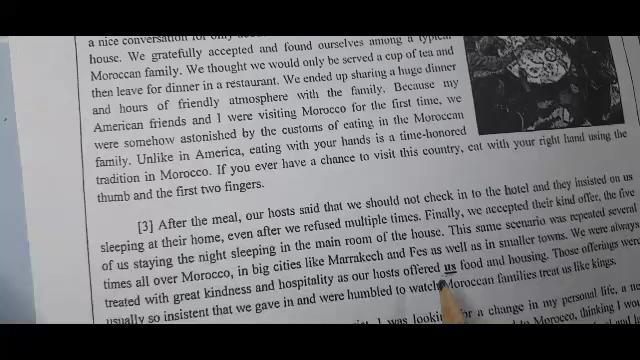 a nice conversation for only
house. We gratefully accepted and found ourselves among a typical
Moroccan family. We thought we would only be served a cup of tea and
then leave for dinner in a restaurant. We ended up sharing a huge dinner
and hours of friendly atmosphere with the family. Because my
American friends and I were visiting Morocco for the first time, we
were somehow astonished by the customs of eating in the Moroccan
family. Unlike in America, eating with your hands is a time-honored
tradition in Morocco. If you ever have a chance to visit this country, eat with your right hand using the
thumb and the first two fingers.
[3] After the meal, our hosts said that we should not check in to the hotel and they insisted on us
sleeping at their home, even after we refused multiple times. Finally, we accepted their kind offer, the five
of us staying the night sleeping in the main room of the house. This same scenario was repeated several
times all over Morocco, in big cities like Marrakech and Fes as well as in smaller towns. We were always
treated with great kindness and hospitality as our hosts offered us food and housing. Those offerings were
usually so insistent that we gave in and were humbled to watch Moroccan families treat us like kings.
I was looking for a change in my personal life, a
to Morocco, thinking I